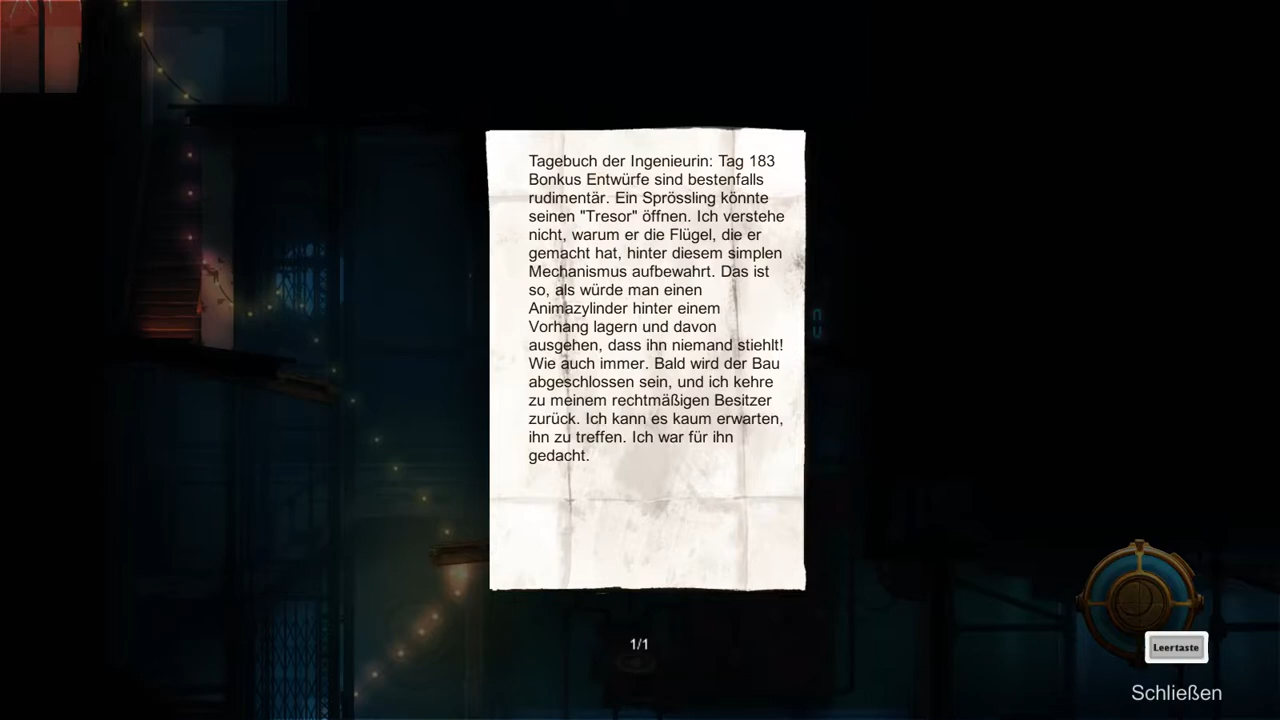 Tagebuch der Ingenieurin: Tag 183
Bonkus Entwürfe sind bestenfalls
rudimentär. Ein Sprössling könnte
seinen "Tresor" öffnen. Ich verstehe
nicht, warum er die Flügel, die er
gemacht hat, hinter diesem simplen
Mechanismus aufbewahrt. Das ist
so, als würde man einen
Animazylinder hinter einem
Vorhang lagern und davon
ausgehen, dass ihn niemand stiehlt!
Wie auch immer. Bald wird der Bau
abgeschlossen sein, und ich kehre
zu meinem rechtmäßigen Besitzer
zurück. Ich kann es kaum erwarten,
ihn zu treffen. Ich war für ihn
gedacht.
1/1
Leertaste
Schließen